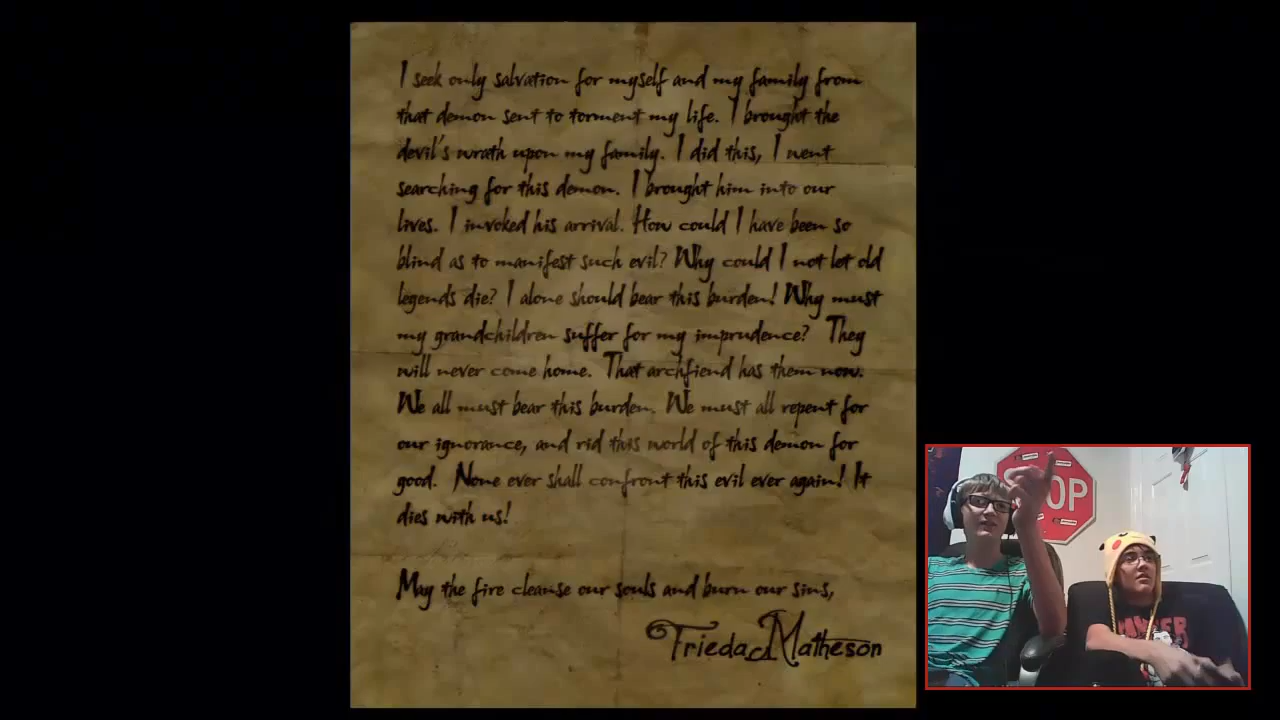 I seek only salvation for myself and my family from
that demon sent to torment my life. I brought the
devil's wrath upon my family. I did this, I went
searching for this demon. I brought him into our
lives. I invoked his arrival. How could I have been so
blind as to manifest such evil? Why could I not let old
legends die? I alone should bear this burden! Why must
my grandchildren suffer for my imprudence? They
will never come home. That archfiend has them now.
We all must bear this burden. We must all repent for
our ignorance, and rid this world of this demon for
good. None ever shall confront this evil ever again! It
dies with us!
May the fire cleanse our souls and burn our sins,
Frieda Matheson